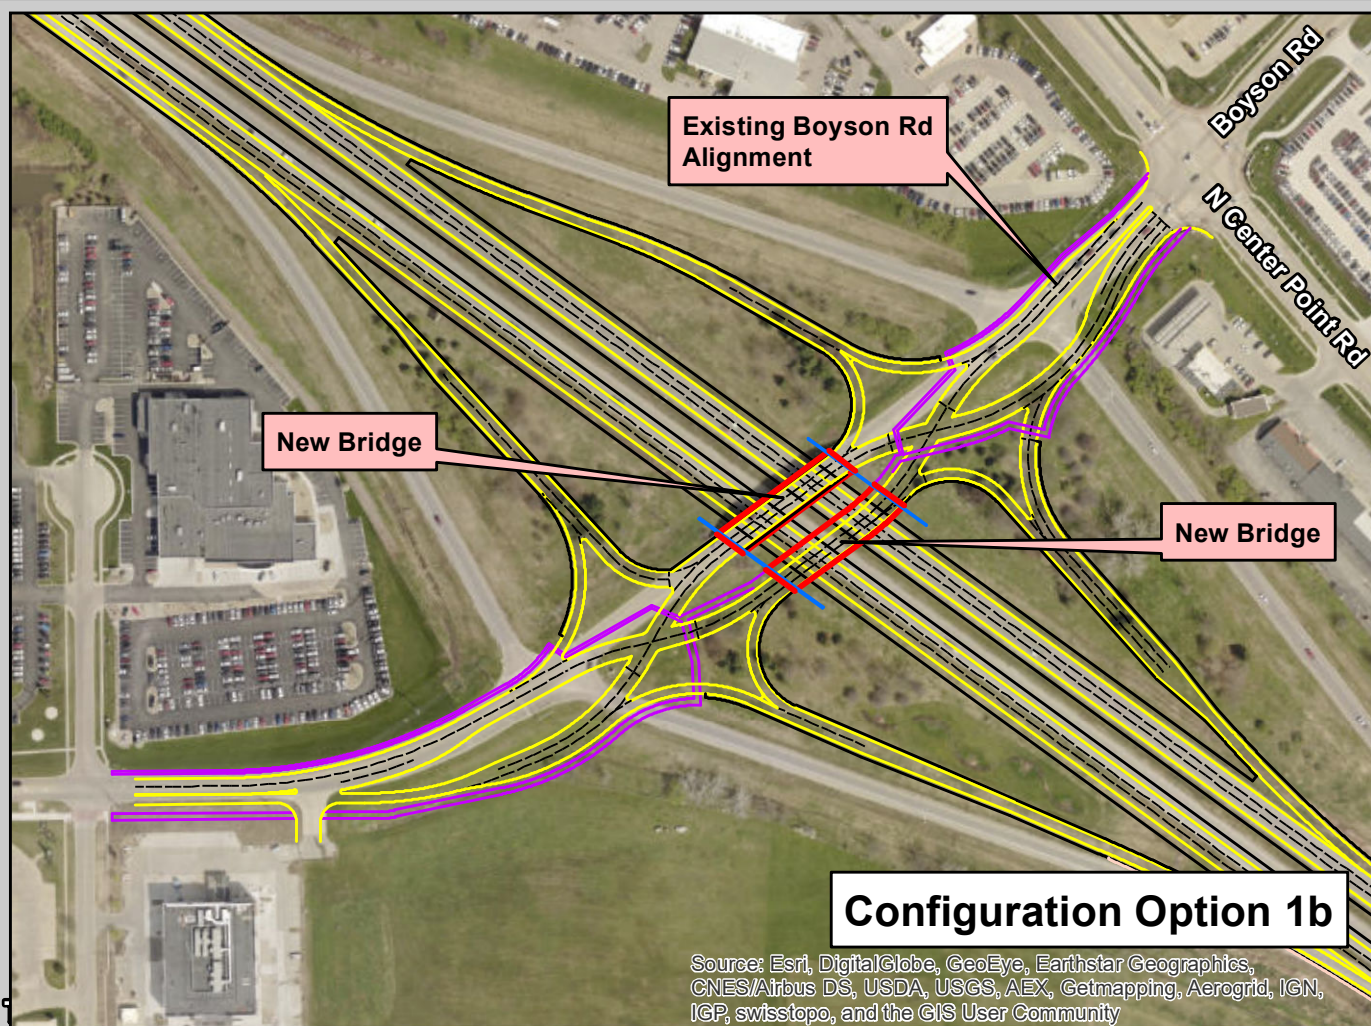 Boyson Rd
Existing Boyson Rd
Alignment
N Center Point Rd
New Bridge
New Bridge
Configuration Option 1b
Source: Esri, DigitalGlobe, GeoEye, Earthstar Geographics,
CNES/Airbus DS, USDA, USGS, AEX, Getmapping, Aerogrid, IGN,
IGP, swisstopo, and the GIS User Community